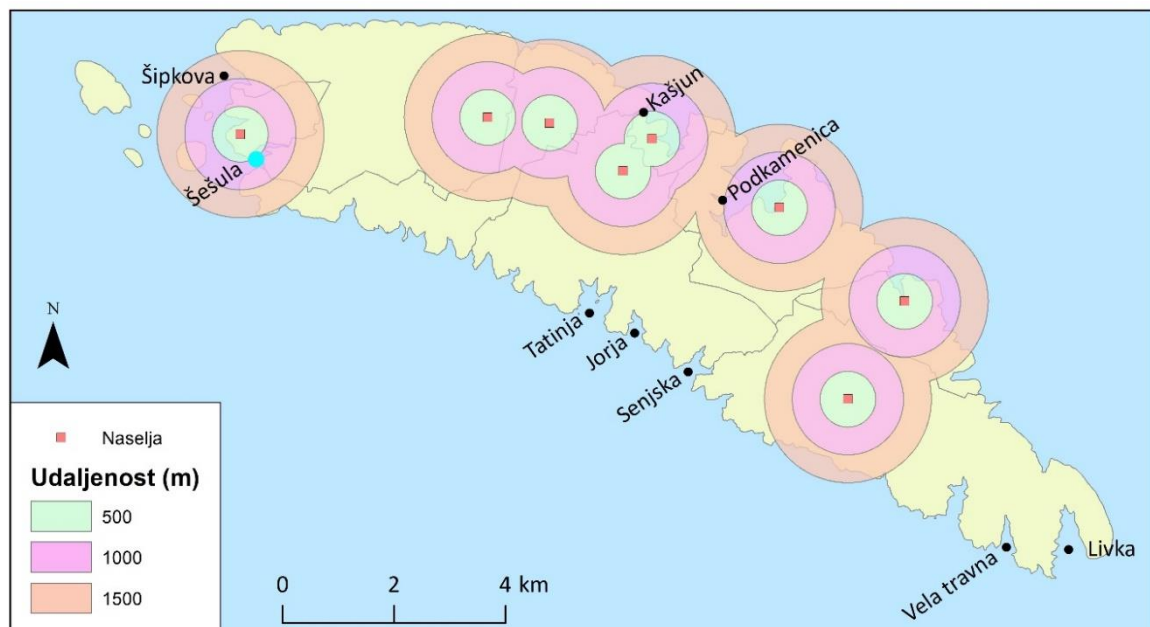 Šipkova
Kašjun
Šešula
Podkamenica
Tatinja
Jorja
Senjska
N
Naselja
Udaljenost (m)
500
1000
1500
0 2 4 km
Vela travna
Livka